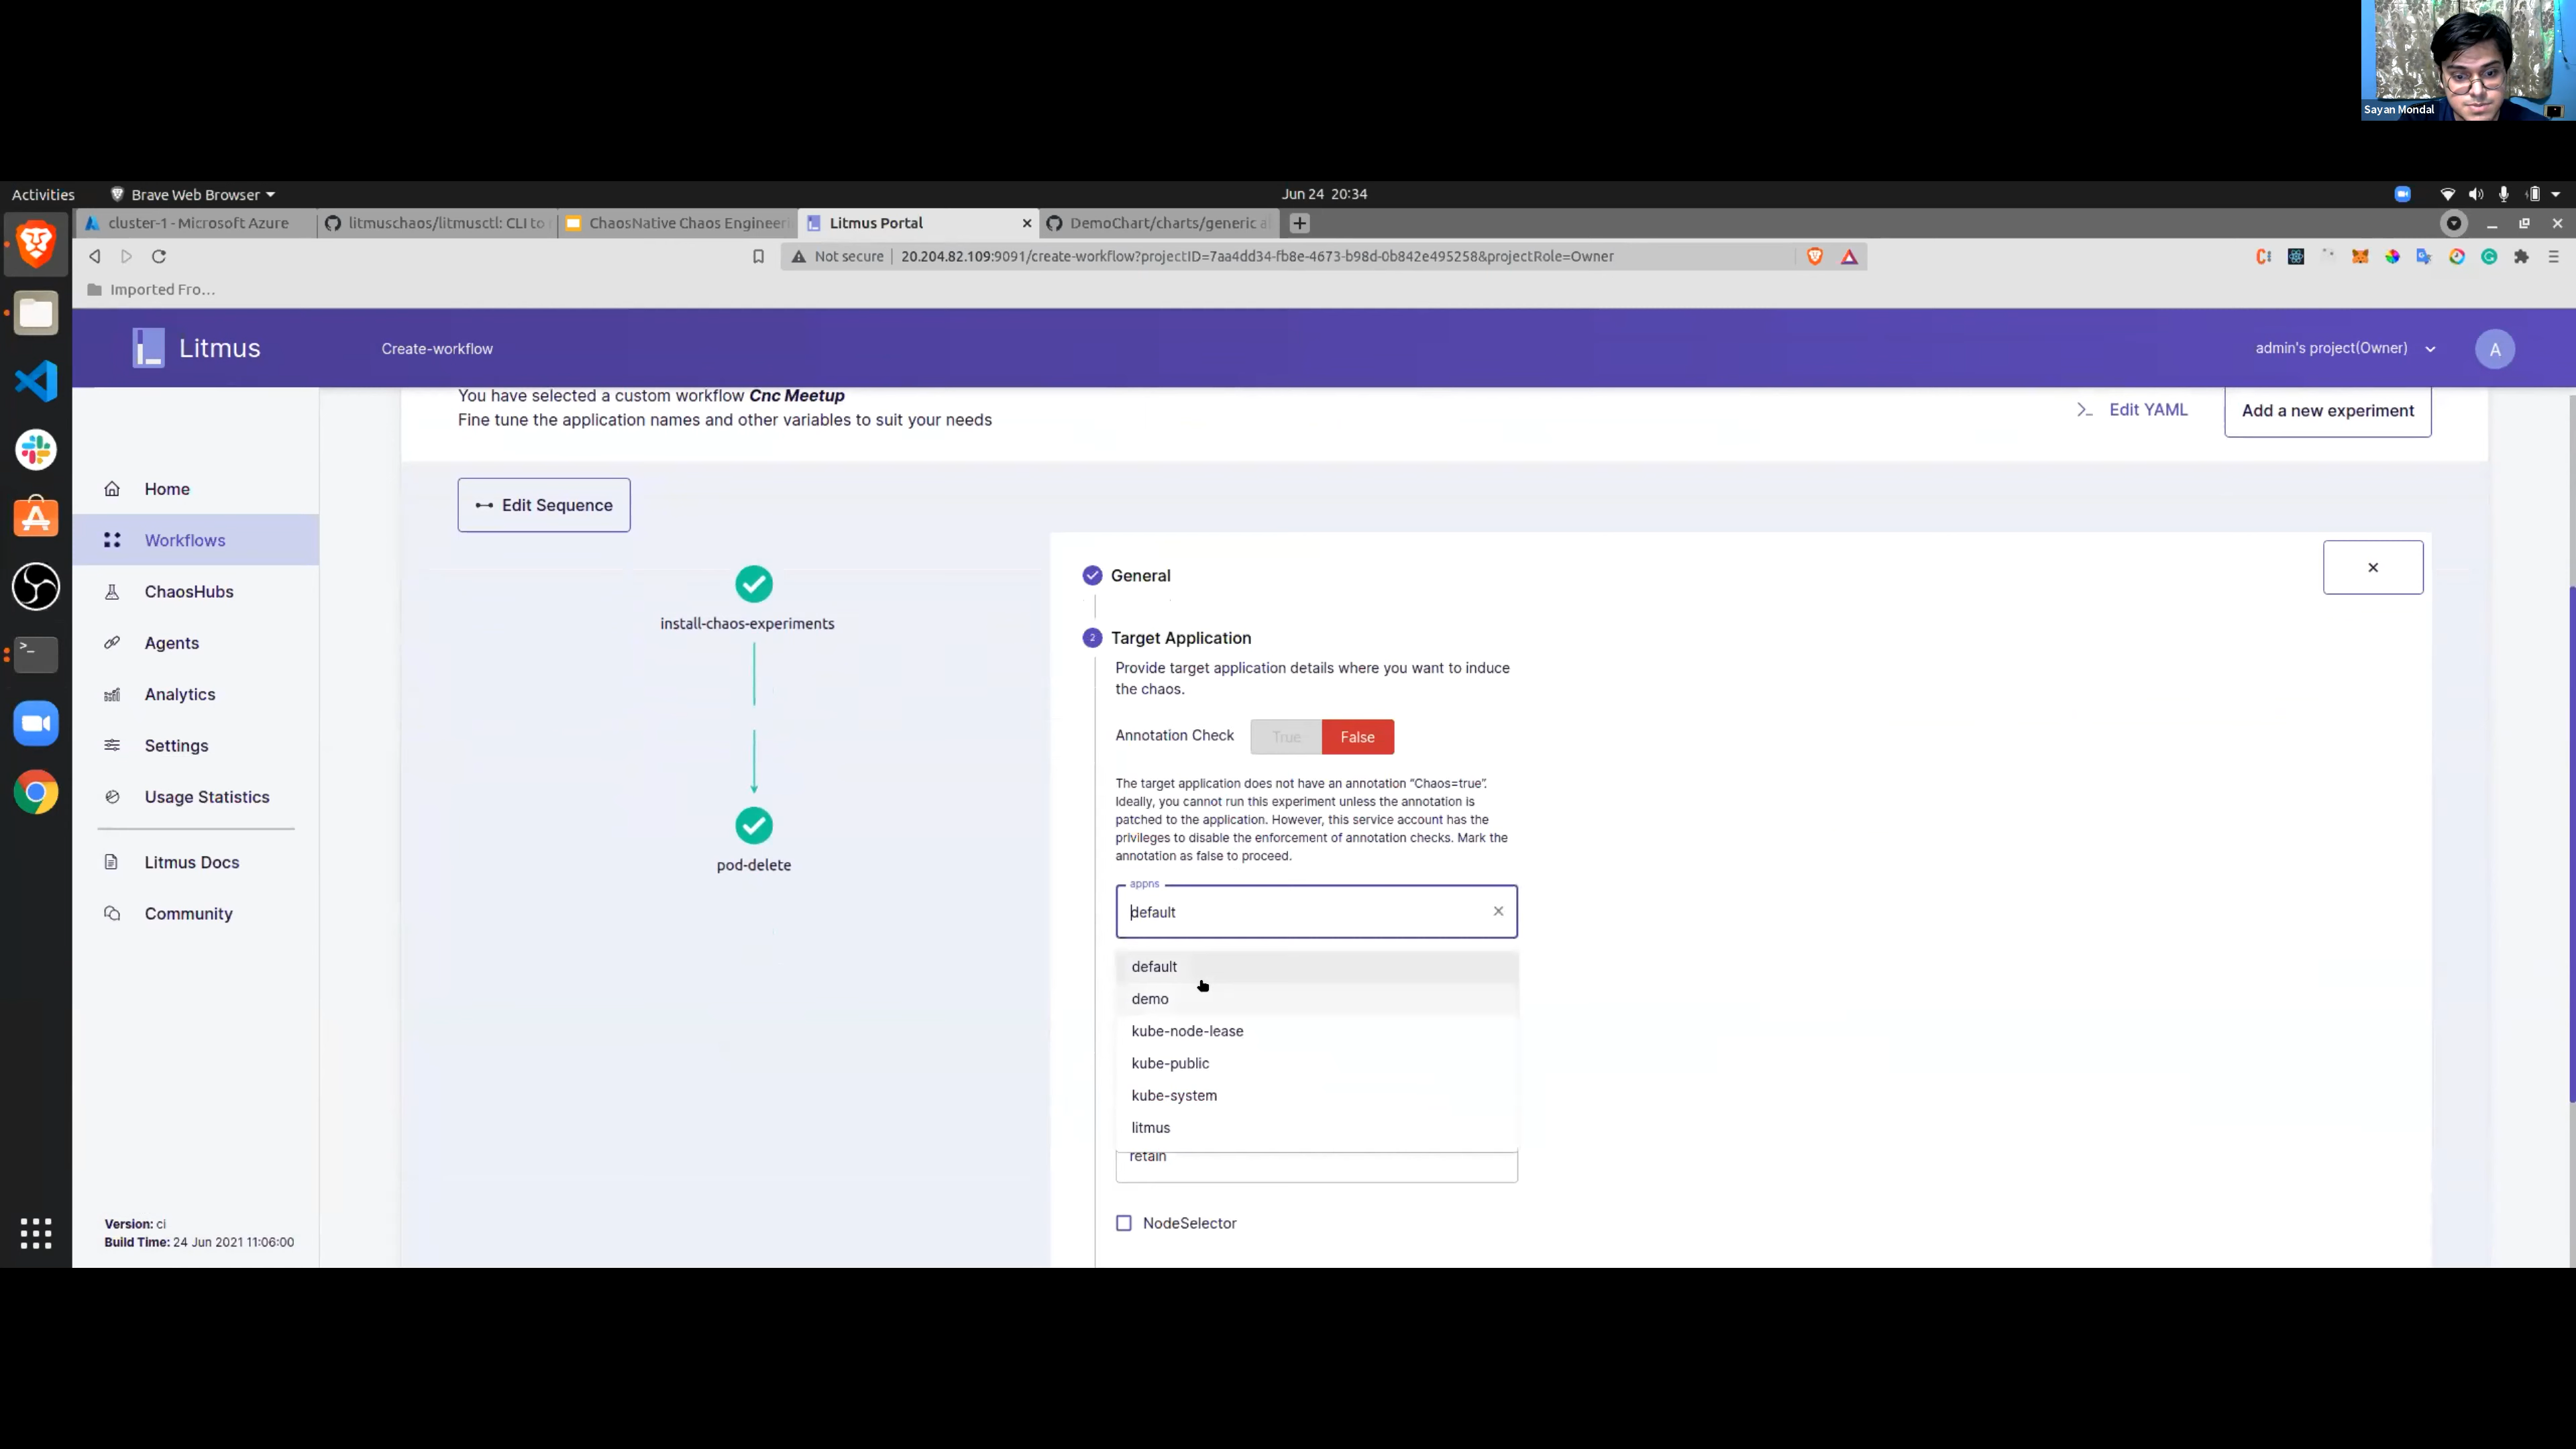 Sayan Mondal
Activities
Brave Web Browser
Jun 24 20:34
cluster-1 - Microsoft Azure
litmuschaos/litmusctl: CLI to
ChaosNative Chaos Engineeri
Litmus Portal
DemoChart/charts/generic a
Not secure
20.204.82.109:9091/create-workflow?projectID=7aa4dd34-fb8e-4673-b98d-0b842e495258&projectRole=Owner
Imported Fro...
Litmus
Create-workflow
admin's project(Owner)
A
You have selected a custom workflow Cnc Meetup
Fine tune the application names and other variables to suit your needs
>_ Edit YAML
Add a new experiment
Home
Workflows
ChaosHubs
Agents
Analytics
Settings
Usage Statistics
Litmus Docs
Community
Version: ci
Build Time: 24 Jun 2021 11:06:00
Edit Sequence
install-chaos-experiments
pod-delete
General
2 Target Application
Provide target application details where you want to induce
the chaos.
Annotation Check
True
False
The target application does not have an annotation “Chaos=true”.
Ideally, you cannot run this experiment unless the annotation is
patched to the application. However, this service account has the
privileges to disable the enforcement of annotation checks. Mark the
annotation as false to proceed.
appns
default
default
demo
kube-node-lease
kube-public
kube-system
litmus
retain
NodeSelector